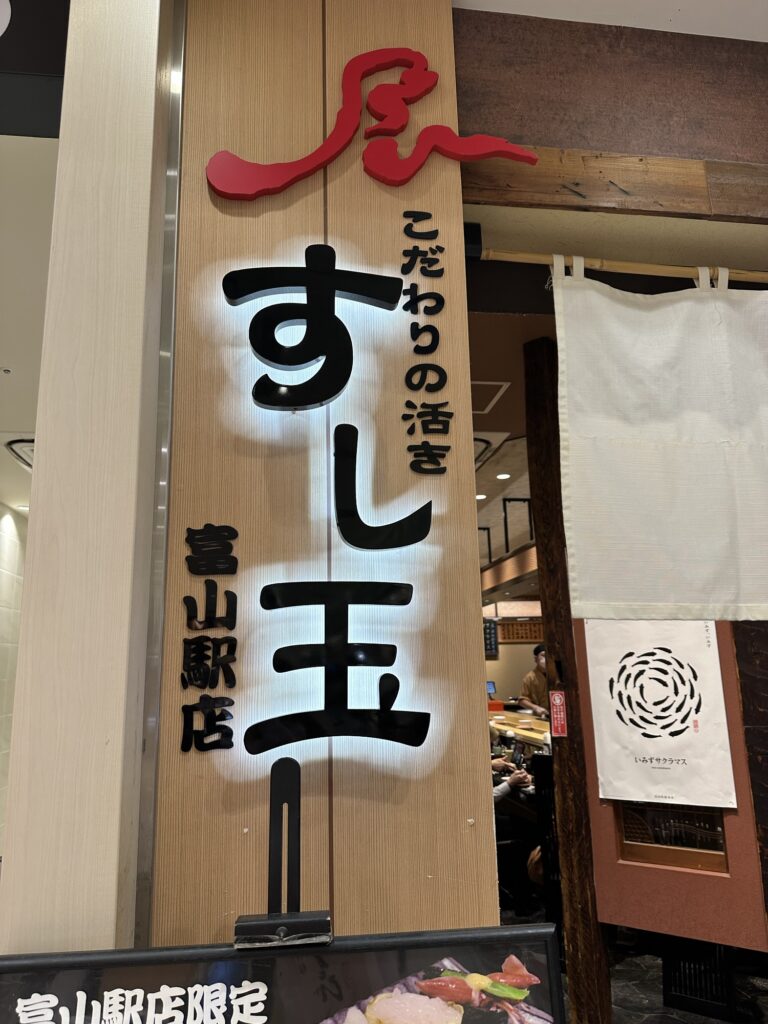 こだわりの活き
すし玉
富山駅店
いみずサクラマス
富山駅店限定